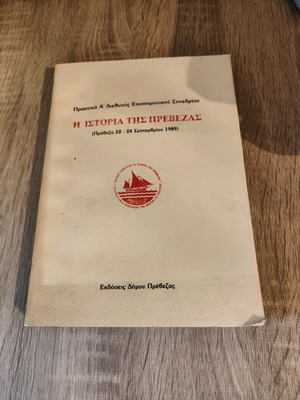 Πρακτικά Α΄ Διεθνούς Επιστημονικού Συνεδρίου
Η ΙΣΤΟΡΙΑ ΤΗΣ ΠΡΕΒΕΖΑΣ
(Πρέβεζα 22 - 24 Σεπτεμβρίου 1989)
Εκδόσεις Δήμου Πρέβεζας